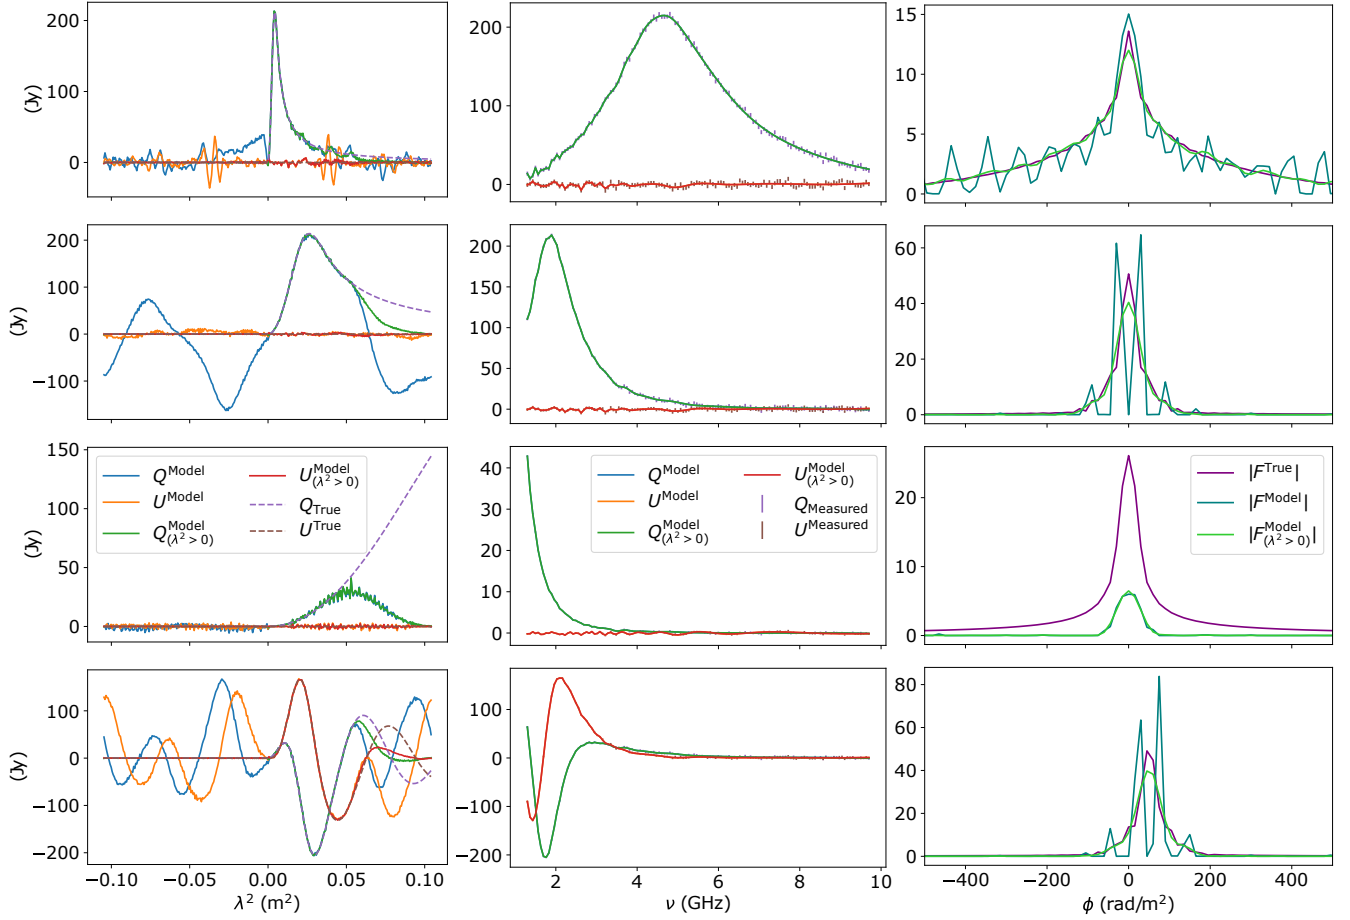 200
100
0
(Jy)
200
100
0
15
10
5
0
200
100
0
−100
(Jy)
200
150
100
50
0
60
40
20
0
150
100
50
0
(Jy)
Q^Model
U^Model
Q^Model_(λ²>0)
U^Model_(λ²>0)
Q_True
U^True
40
30
20
10
0
Q^Model
U^Model
Q^Model_(λ²>0)
U^Model_(λ²>0)
Q_Measured
U^Measured
20
10
0
|F^True|
|F^Model|
|F^Model_(λ²>0)|
100
0
−100
−200
(Jy)
−0.10 −0.05 0.00 0.05 0.10
λ² (m²)
100
0
−100
−200
2 4 6 8 10
ν (GHz)
80
60
40
20
0
−400 −200 0 200 400
ϕ (rad/m²)